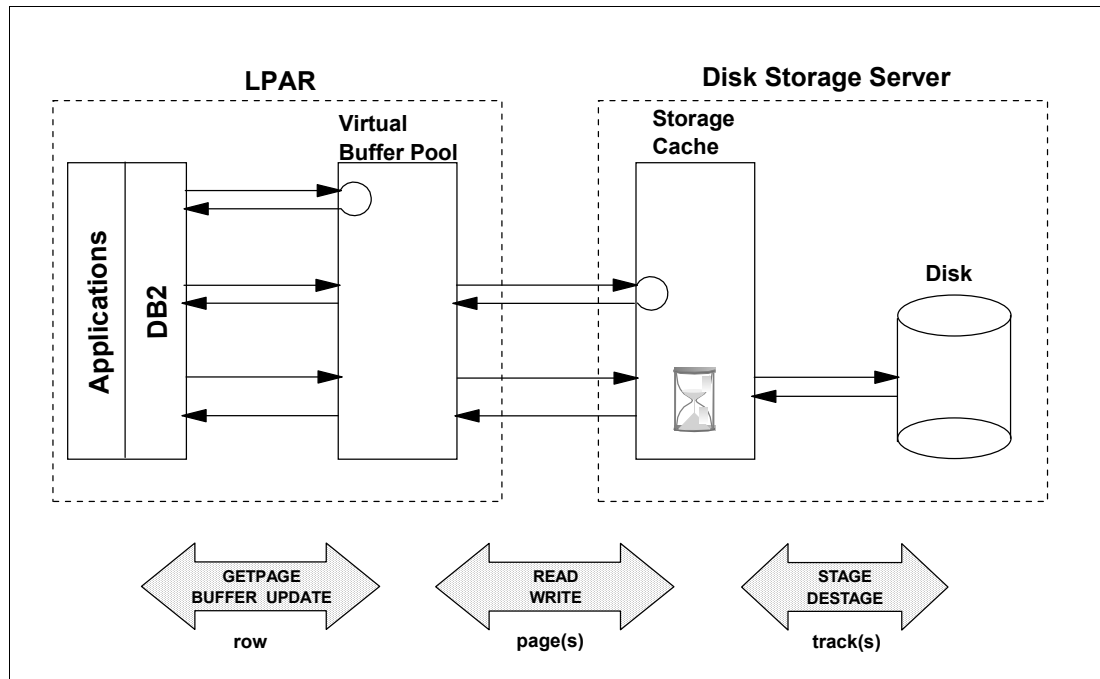 LPAR
Disk Storage Server
Virtual
Buffer Pool
Storage
Cache
Applications
DB2
Disk
GETPAGE
BUFFER UPDATE
READ
WRITE
STAGE
DESTAGE
row
page(s)
track(s)